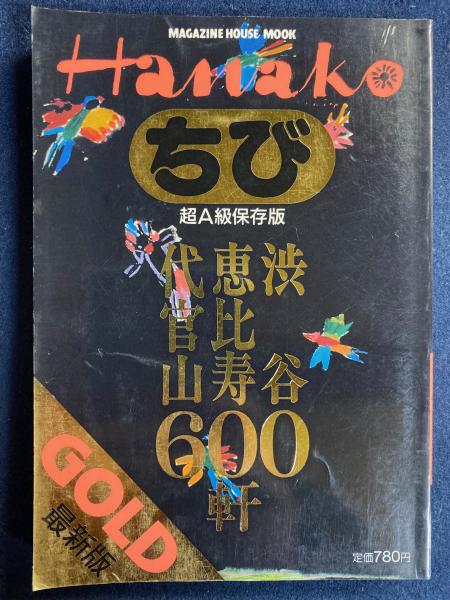 MAGAZINE HOUSE MOOK
Hanako
ちび
超A級保存版
渋谷
恵比寿
代官山
600
軒
GOLD
最新版
定価780円